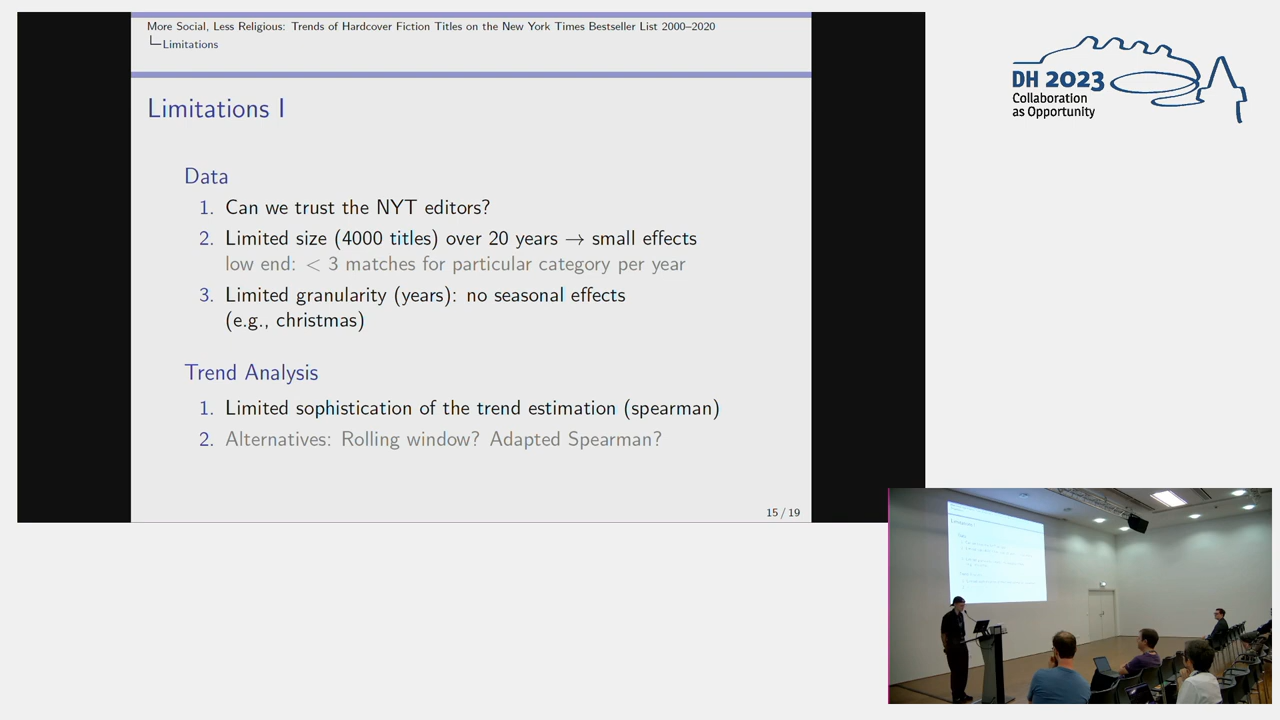 More Social, Less Religious: Trends of Hardcover Fiction Titles on the New York Times Bestseller List 2000–2020
Limitations
Limitations I
Data
1. Can we trust the NYT editors?
2. Limited size (4000 titles) over 20 years → small effects
low end: < 3 matches for particular category per year
3. Limited granularity (years): no seasonal effects
(e.g., christmas)
Trend Analysis
1. Limited sophistication of the trend estimation (spearman)
2. Alternatives: Rolling window? Adapted Spearman?
15 / 19
DH 2023
Collaboration
as Opportunity